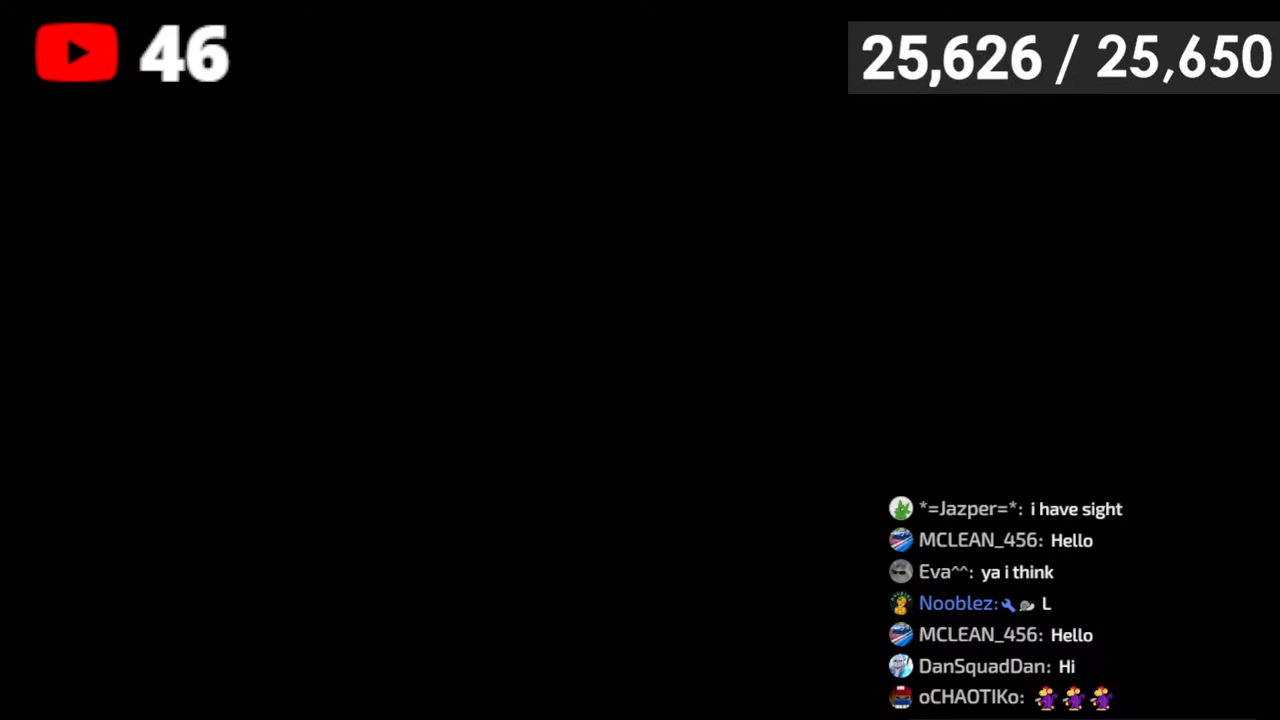 46
25,626 / 25,650
*=Jazper=*: i have sight
MCLEAN_456: Hello
Eva^^: ya i think
Nooblez: L
MCLEAN_456: Hello
DanSquadDan: Hi
oCHAOTIKo: